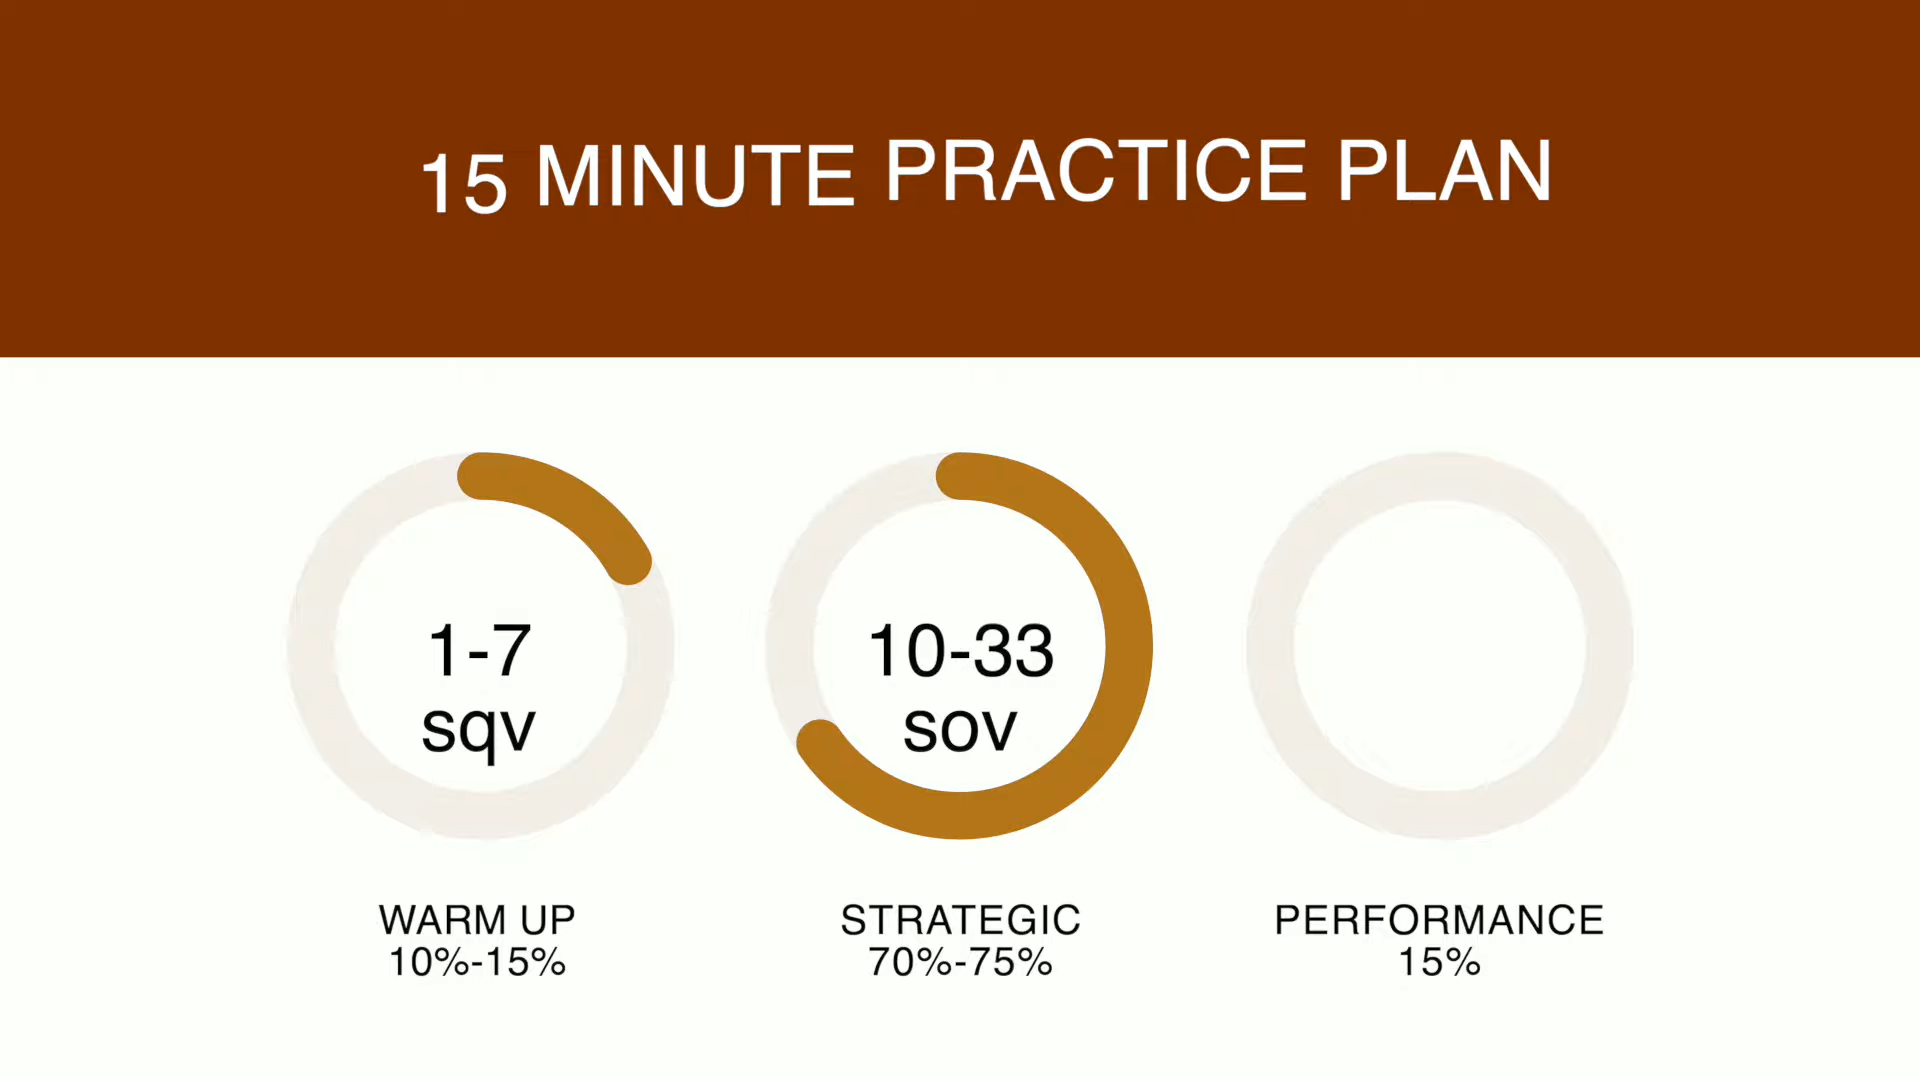 15 MINUTE PRACTICE PLAN
1-7
sqv
10-33
sov
WARM UP
10%-15%
STRATEGIC
70%-75%
PERFORMANCE
15%